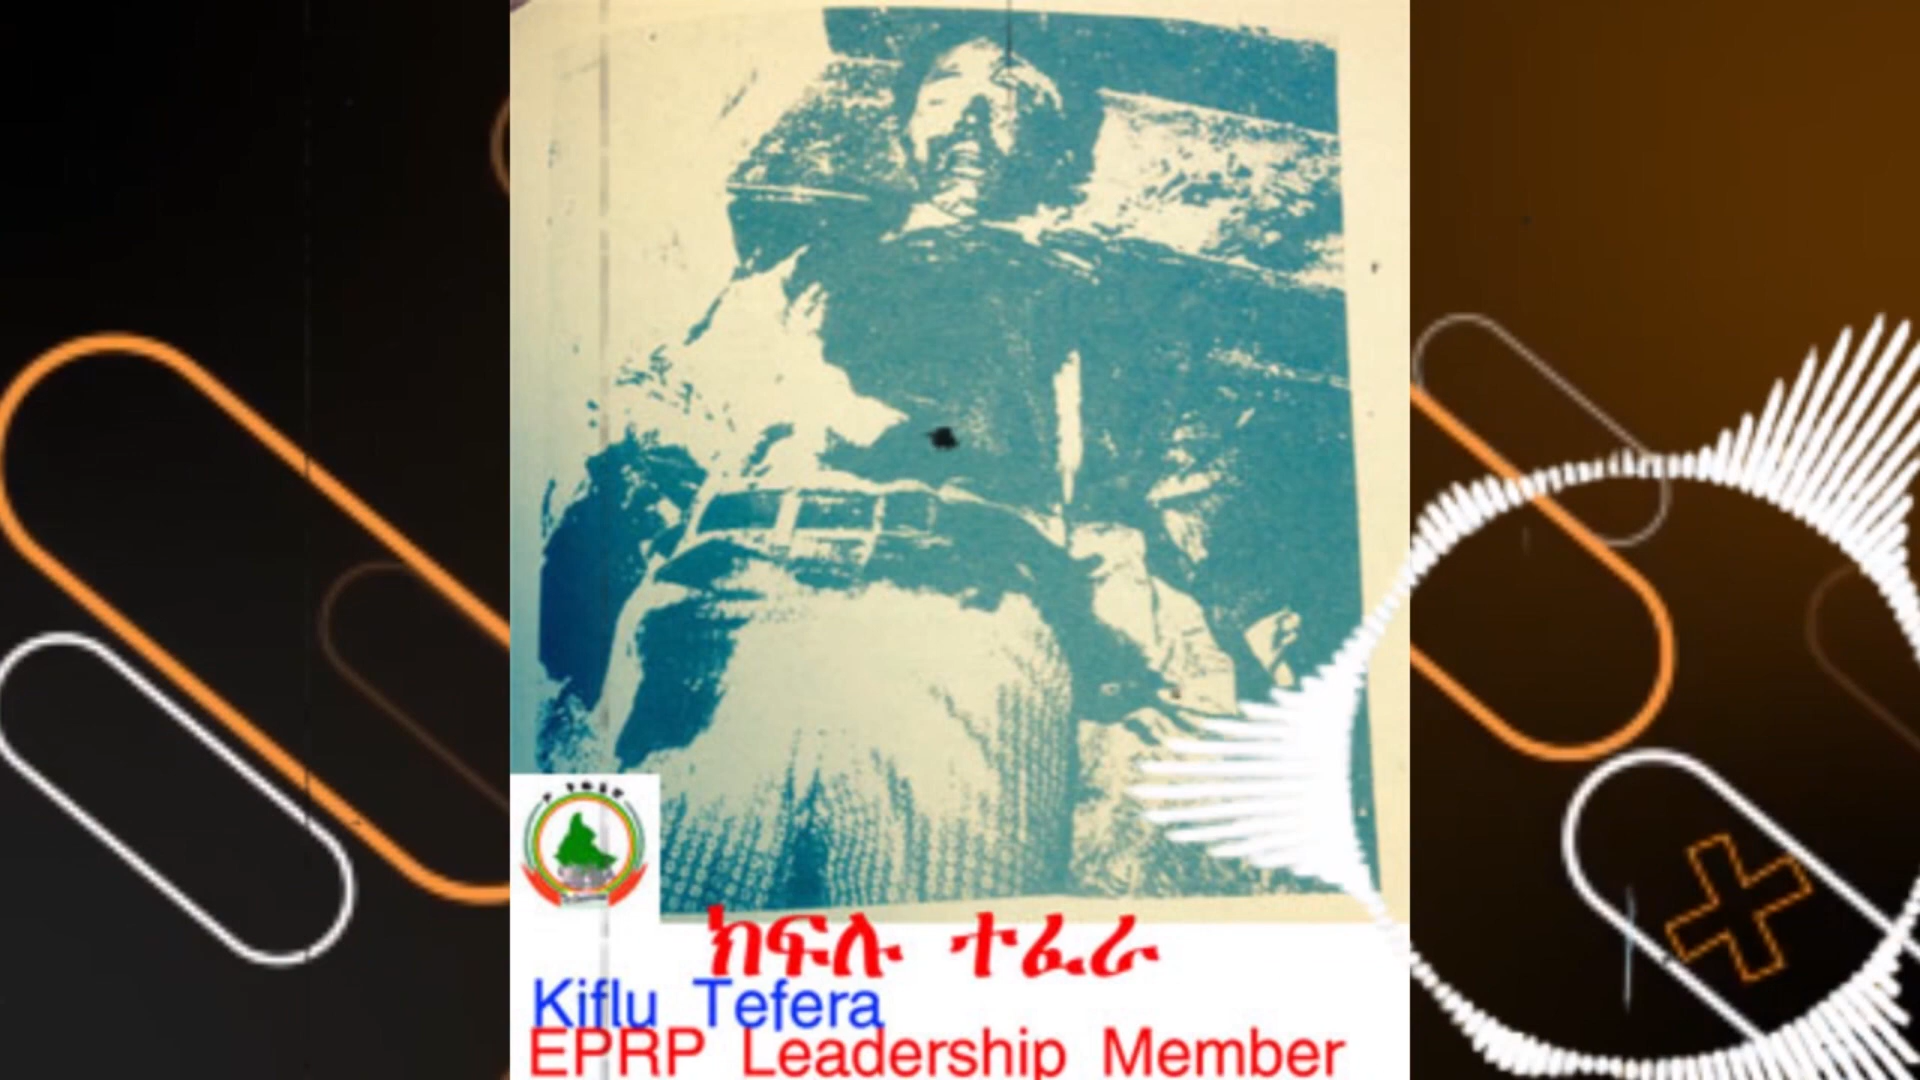 ክፍሉ ተፈራ
Kiflu Tefera
EPRP Leadership Member